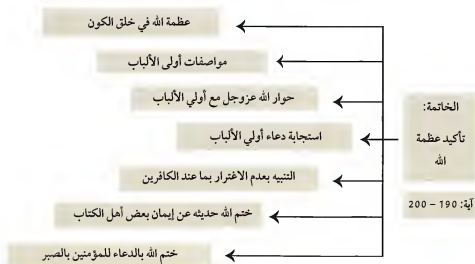 الخاتمة:
تأكيد عظمة
الله
آية: 190 – 200
عظمة الله في خلق الكون
مواصفات أولى الألباب
حوار الله عزوجل مع أولي الألباب
استجابة دعاء أولي الألباب
التنبيه بعدم الاغترار بما عند الكافرين
ختم الله حديثه عن إيمان بعض أهل الكتاب
ختم الله بالدعاء للمؤمنين بالصبر